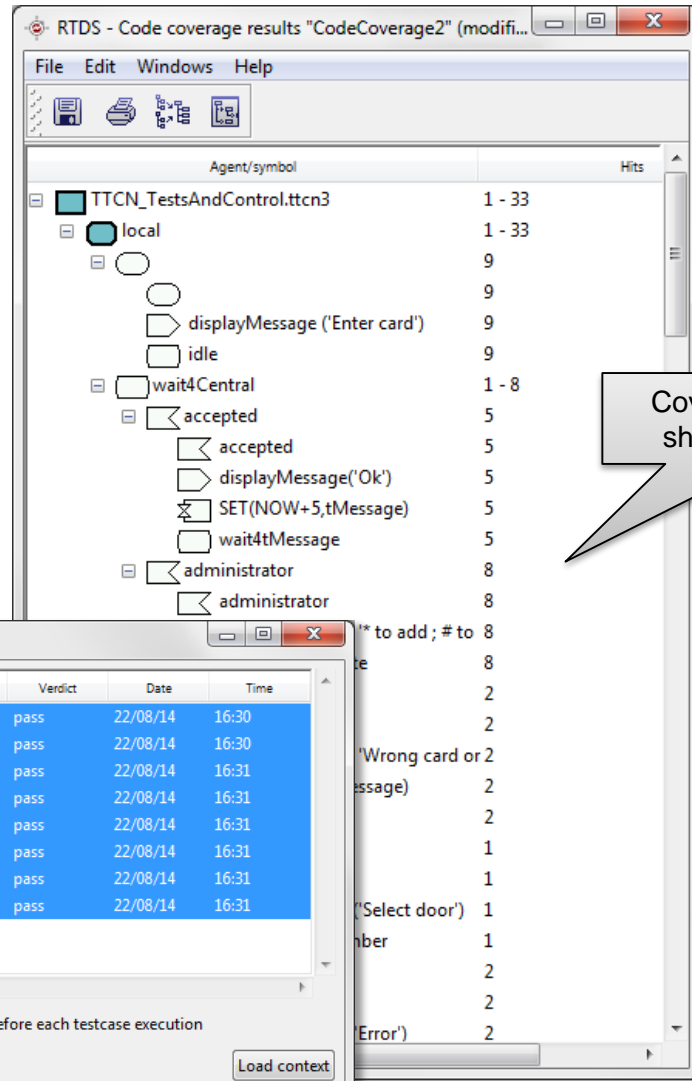 RTDS - Code coverage results "CodeCoverage2" (modifi...
File Edit Windows Help
Agent/symbol Hits
TTCN_TestsAndControl.ttcn3 1 - 33
local 1 - 33
9
9
displayMessage ('Enter card') 9
idle 9
wait4Central 1 - 8
accepted 5
accepted 5
displayMessage('Ok') 5
SET(NOW+5,tMessage) 5
wait4tMessage 5
administrator 8
administrator 8
'* to add ; # to 8
te 8
2
2
'Wrong card or 2
essage) 2
2
1
1
('Select door') 1
nber 1
2
2
'Error') 2
Cov
sh
Verdict Date Time
pass 22/08/14 16:30
pass 22/08/14 16:30
pass 22/08/14 16:31
pass 22/08/14 16:31
pass 22/08/14 16:31
pass 22/08/14 16:31
pass 22/08/14 16:31
pass 22/08/14 16:31
efore each testcase execution
Load context